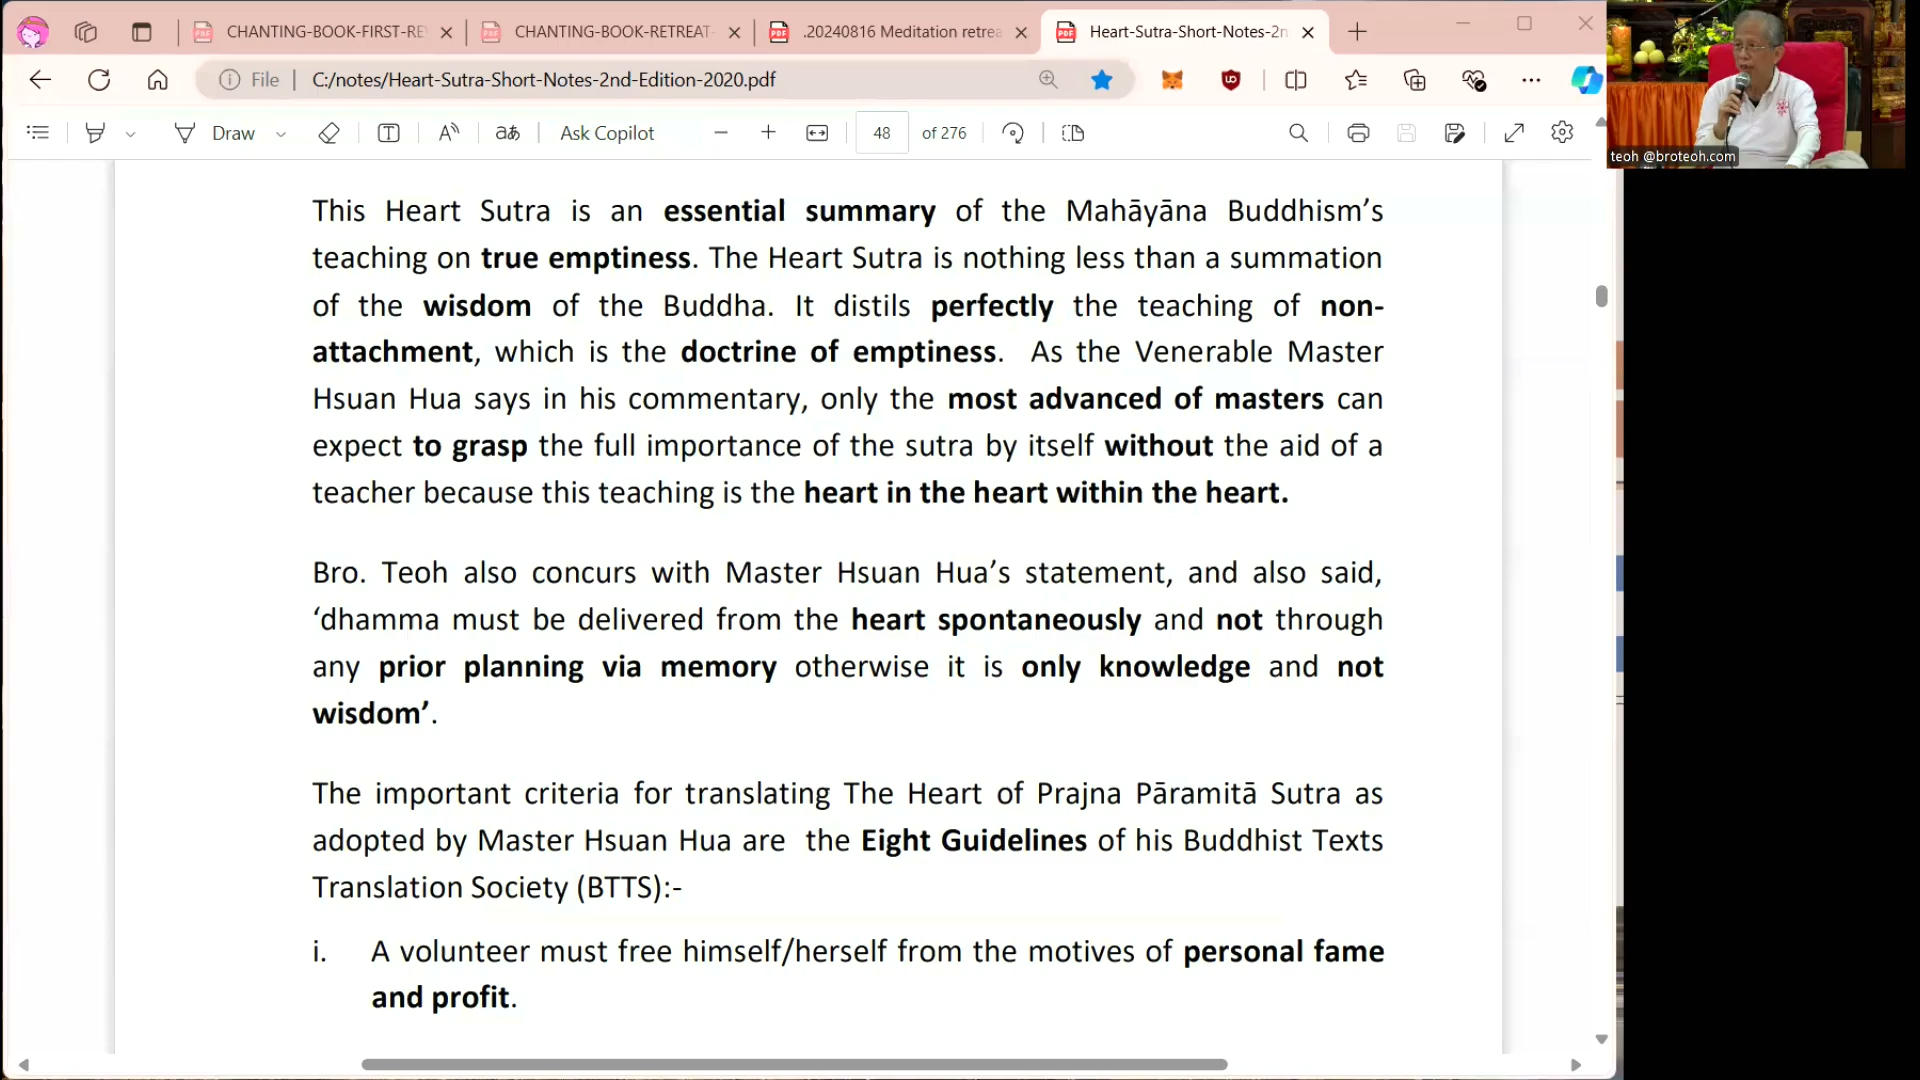 CHANTING-BOOK-FIRST-RE
CHANTING-BOOK-RETREAT-
.20240816 Meditation retrea
Heart-Sutra-Short-Notes-2n
File
C:/notes/Heart-Sutra-Short-Notes-2nd-Edition-2020.pdf
Draw
Ask Copilot
48
of 276
teoh @broteoh.com
This Heart Sutra is an essential summary of the Mahāyāna Buddhism’s
teaching on true emptiness. The Heart Sutra is nothing less than a summation
of the wisdom of the Buddha. It distils perfectly the teaching of non-
attachment, which is the doctrine of emptiness. As the Venerable Master
Hsuan Hua says in his commentary, only the most advanced of masters can
expect to grasp the full importance of the sutra by itself without the aid of a
teacher because this teaching is the heart in the heart within the heart.
Bro. Teoh also concurs with Master Hsuan Hua’s statement, and also said,
‘dhamma must be delivered from the heart spontaneously and not through
any prior planning via memory otherwise it is only knowledge and not
wisdom’.
The important criteria for translating The Heart of Prajna Pāramitā Sutra as
adopted by Master Hsuan Hua are the Eight Guidelines of his Buddhist Texts
Translation Society (BTTS):-
i. A volunteer must free himself/herself from the motives of personal fame
and profit.